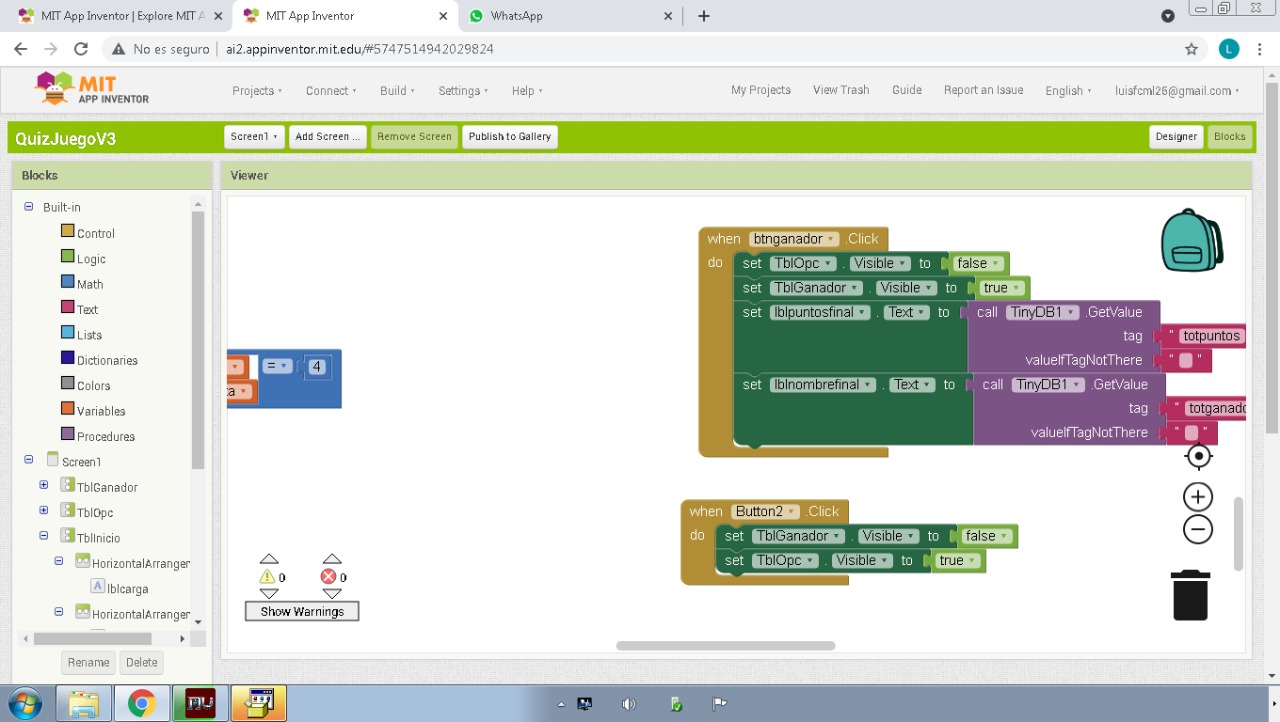 MIT App Inventor | Explore MIT A
MIT App Inventor
WhatsApp
No es seguro
ai2.appinventor.mit.edu/#5747514942029824
L
MIT
APP INVENTOR
Projects
Connect
Build
Settings
Help
My Projects
View Trash
Guide
Report an Issue
English
luisfcml26@gmail.com
QuizJuegoV3
Screen1
Add Screen ...
Remove Screen
Publish to Gallery
Designer
Blocks
Blocks
Viewer
Built-in
Control
Logic
Math
Text
Lists
Dictionaries
Colors
Variables
Procedures
Screen1
TblGanador
TblOpc
TblInicio
HorizontalArranger
A lblcarga
HorizontalArranger
Rename
Delete
= 4
ta
when btnganador .Click
do set TblOpc . Visible to false
set TblGanador . Visible to true
set lblpuntosfinal . Text to call TinyDB1 .GetValue
tag " totpuntos
valueIfTagNotThere " "
set lblnombrefinal . Text to call TinyDB1 .GetValue
tag " totganado
valueIfTagNotThere " "
when Button2 .Click
do set TblGanador . Visible to false
set TblOpc . Visible to true
0
0
Show Warnings